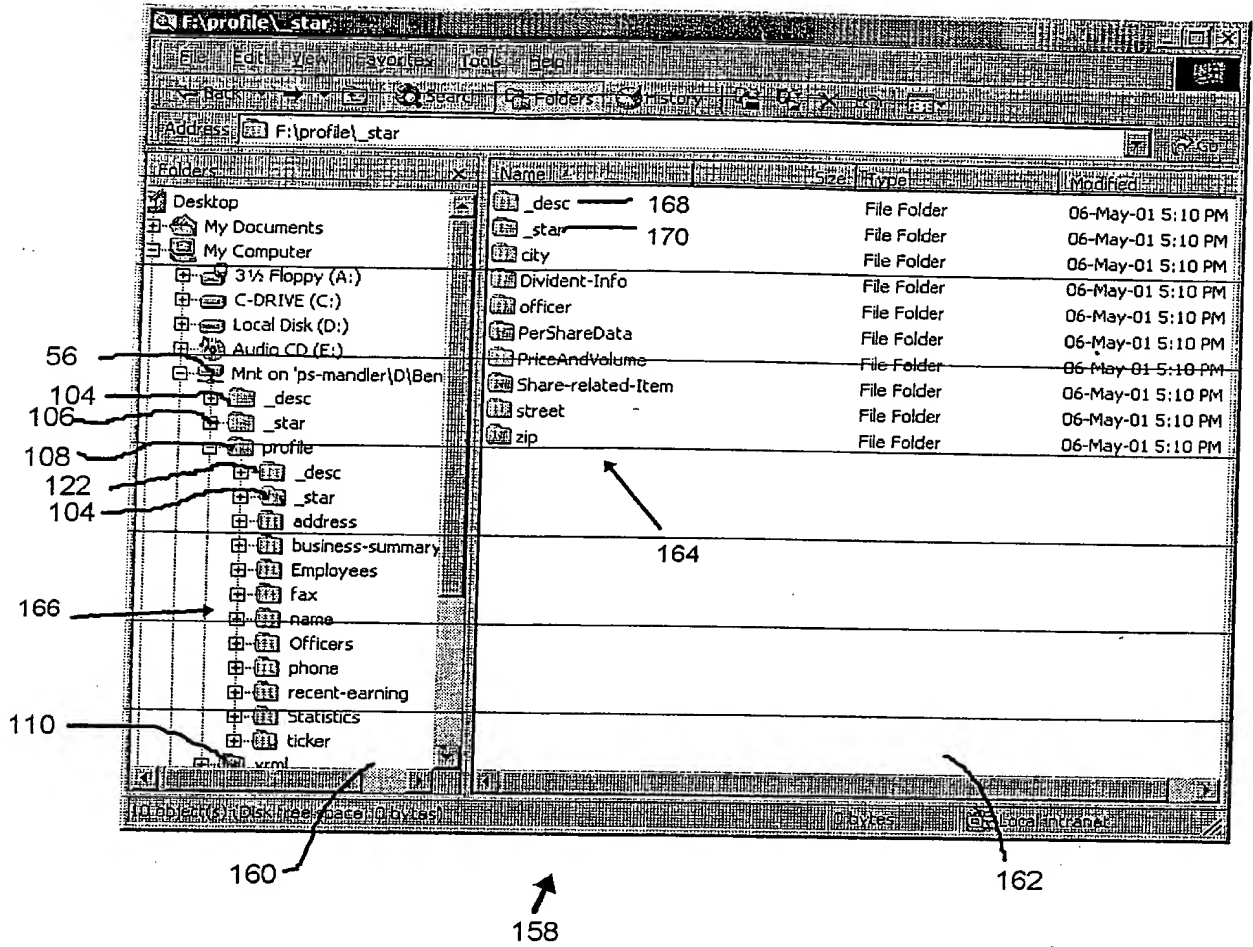 F:\profile\_star
File Edit View Favorites Tools Help
Back Search Folders History
Address F:\profile\_star Go
Folders
Name Size Type Modified
Desktop
My Documents
My Computer
3½ Floppy (A:)
C-DRIVE (C:)
Local Disk (D:)
Audio CD (E:)
56 Mnt on 'ps-mandler\D\Ben
104 _desc
106 _star
108 profile
122 _desc
104 _star
address
business-summary
Employees
fax
166 name
Officers
phone
recent-earning
Statistics
ticker
110 xrml
_desc 168 File Folder 06-May-01 5:10 PM
_star 170 File Folder 06-May-01 5:10 PM
city File Folder 06-May-01 5:10 PM
Divident-Info File Folder 06-May-01 5:10 PM
officer File Folder 06-May-01 5:10 PM
PerShareData File Folder 06-May-01 5:10 PM
PriceAndVolume File Folder 06-May-01 5:10 PM
Share-related-Item File Folder 06-May-01 5:10 PM
street File Folder 06-May-01 5:10 PM
zip File Folder 06-May-01 5:10 PM
164
10 object(s) (Disk free space: 0 bytes) 0 bytes Local intranet
160
162
158